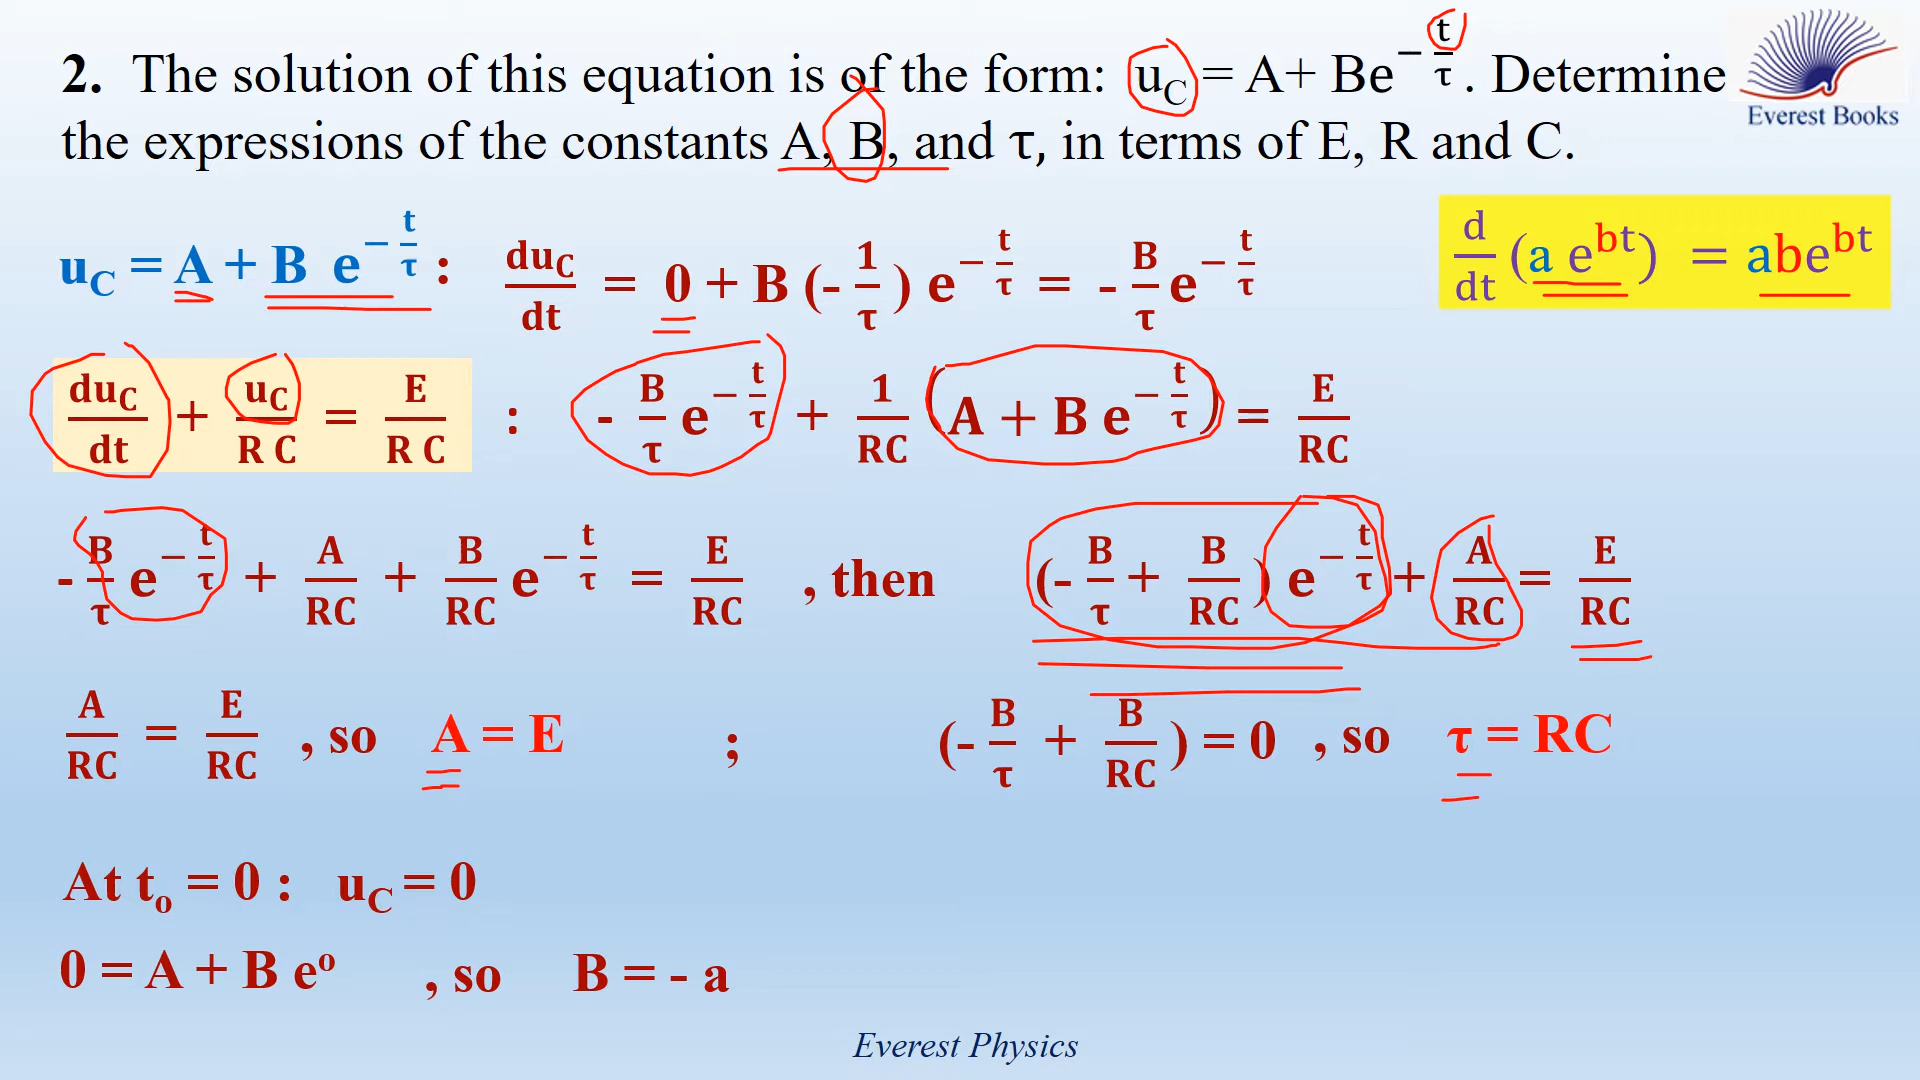 2. The solution of this equation is of the form: u_C = A+ Be^{-t/τ}. Determine
Everest Books
the expressions of the constants A, B, and τ, in terms of E, R and C.
u_C = A + B e^{-t/τ} : du_C/dt = 0 + B (- 1/τ ) e^{-t/τ} = - B/τ e^{-t/τ}
d/dt (a e^{bt}) = abe^{bt}
du_C/dt + u_C/R C = E/R C : - B/τ e^{-t/τ} + 1/RC (A + B e^{-t/τ}) = E/RC
- B/τ e^{-t/τ} + A/RC + B/RC e^{-t/τ} = E/RC , then (- B/τ + B/RC ) e^{-t/τ} + A/RC = E/RC
A/RC = E/RC , so A = E ; (- B/τ + B/RC ) = 0 , so τ = RC
At t_o = 0 : u_C = 0
0 = A + B e^o , so B = - a
Everest Physics